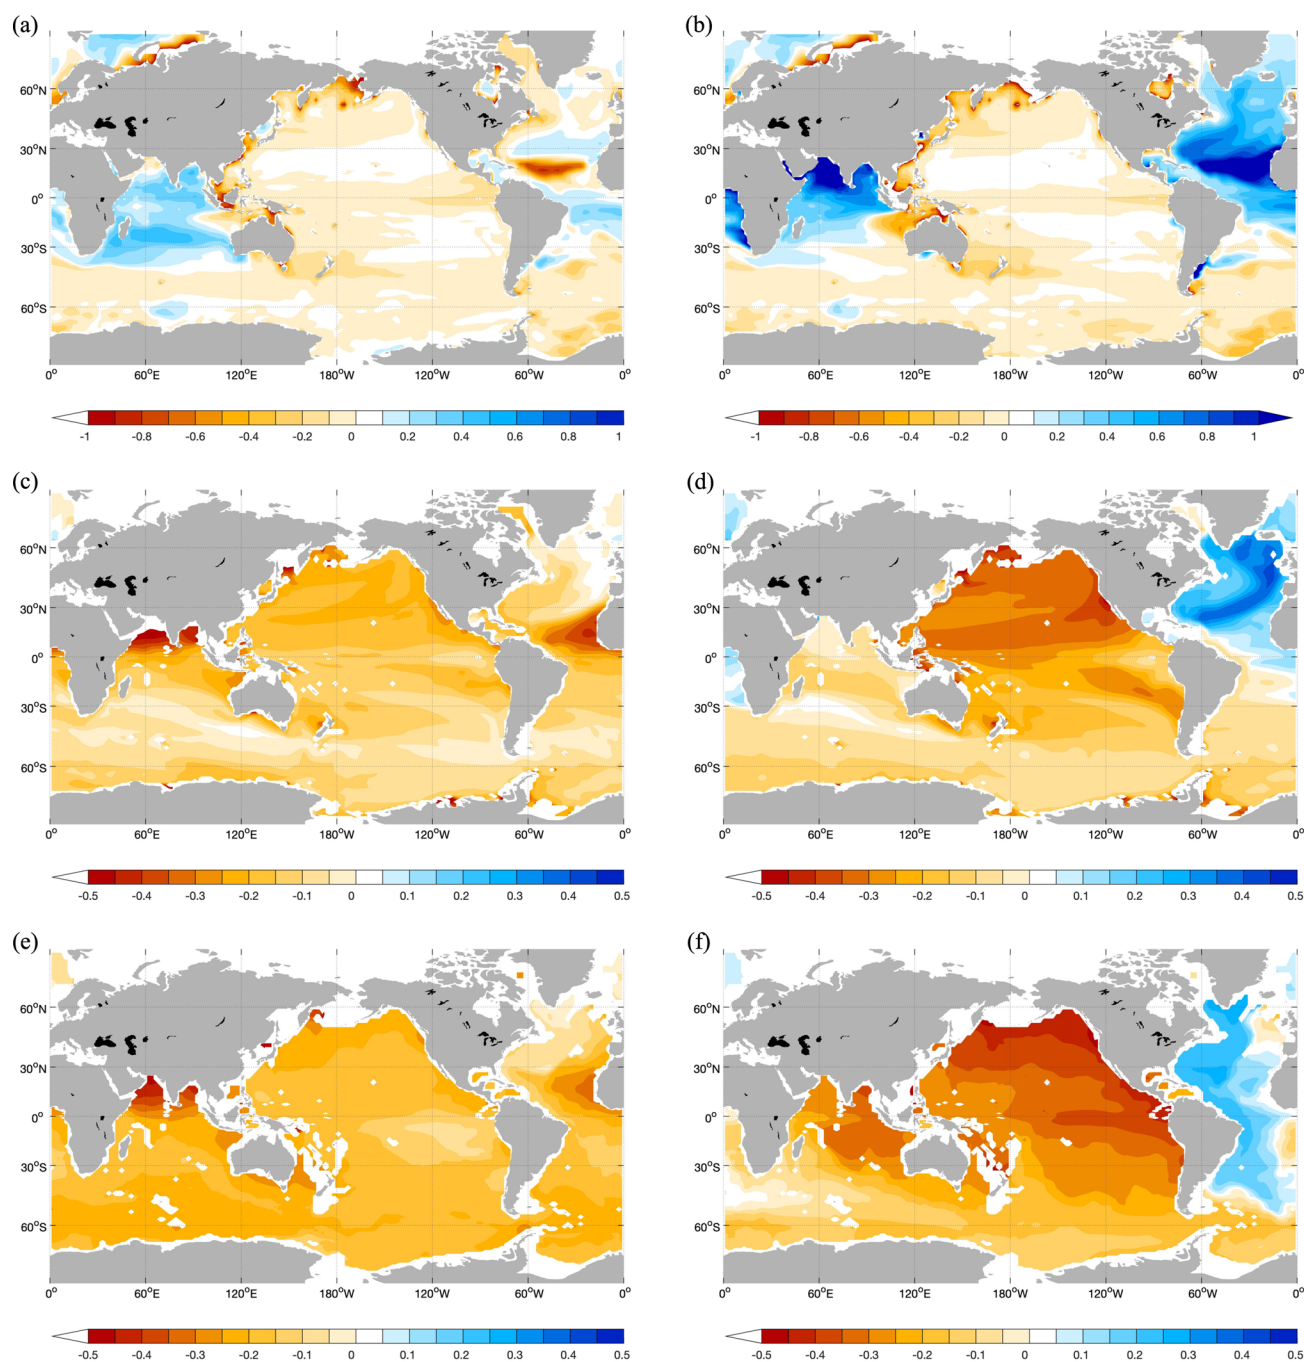 (a) (b)
60°N 60°N
30°N 30°N
0° 0°
30°S 30°S
60°S 60°S
0° 60°E 120°E 180°W 120°W 60°W 0° 0° 60°E 120°E 180°W 120°W 60°W 0°
-1 -0.8 -0.6 -0.4 -0.2 0 0.2 0.4 0.6 0.8 1 -1 -0.8 -0.6 -0.4 -0.2 0 0.2 0.4 0.6 0.8 1
(c) (d)
60°N 60°N
30°N 30°N
0° 0°
30°S 30°S
60°S 60°S
0° 60°E 120°E 180°W 120°W 60°W 0° 0° 60°E 120°E 180°W 120°W 60°W 0°
-0.5 -0.4 -0.3 -0.2 -0.1 0 0.1 0.2 0.3 0.4 0.5 -0.5 -0.4 -0.3 -0.2 -0.1 0 0.1 0.2 0.3 0.4 0.5
(e) (f)
60°N 60°N
30°N 30°N
0° 0°
30°S 30°S
60°S 60°S
0° 60°E 120°E 180°W 120°W 60°W 0° 0° 60°E 120°E 180°W 120°W 60°W 0°
-0.5 -0.4 -0.3 -0.2 -0.1 0 0.1 0.2 0.3 0.4 0.5 -0.5 -0.4 -0.3 -0.2 -0.1 0 0.1 0.2 0.3 0.4 0.5